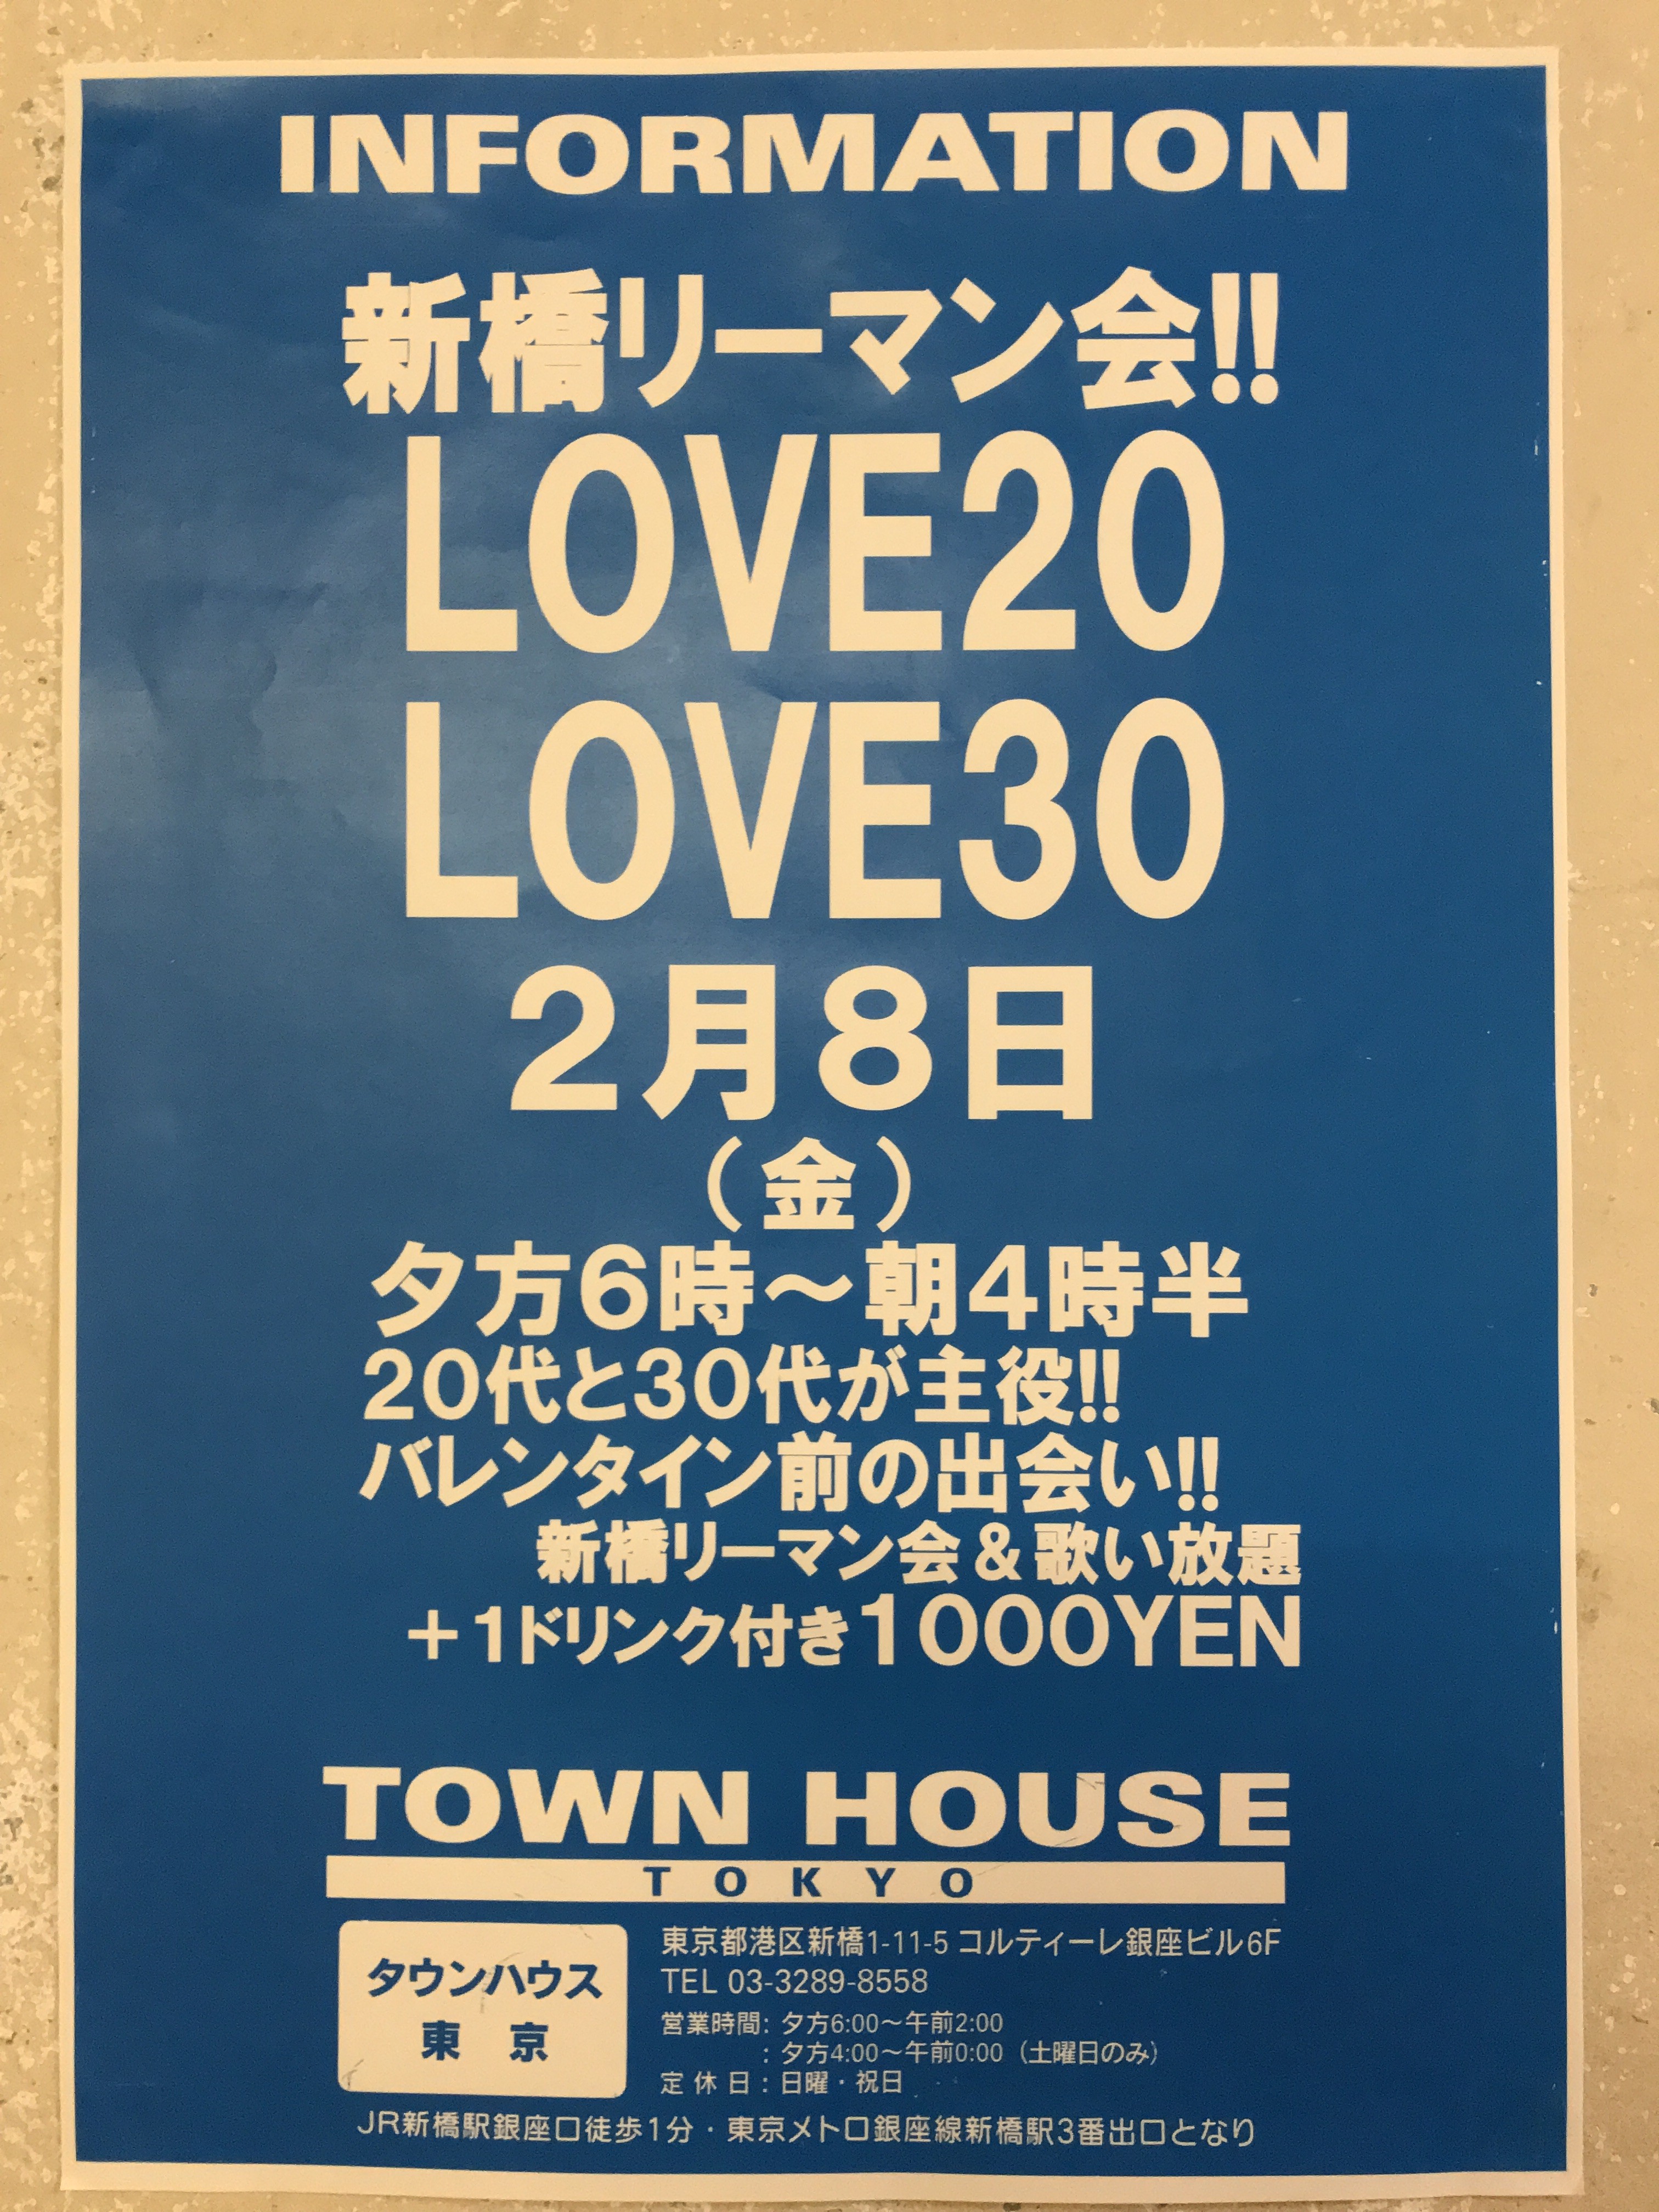 INFORMATION
新橋リーマン会!!
LOVE20
LOVE30
2月8日
（金）
夕方6時～朝4時半
20代と30代が主役!!
バレンタイン前の出会い!!
新橋リーマン会＆歌い放題
＋1ドリンク付き1000YEN
TOWN HOUSE
TOKYO
タウンハウス
東京
東京都港区新橋1-11-5 コルティーレ銀座ビル6F
TEL 03-3289-8558
営業時間: 夕方6:00～午前2:00
: 夕方4:00～午前0:00（土曜日のみ）
定休日: 日曜・祝日
JR新橋駅銀座口徒歩1分・東京メトロ銀座線新橋駅3番出口となり